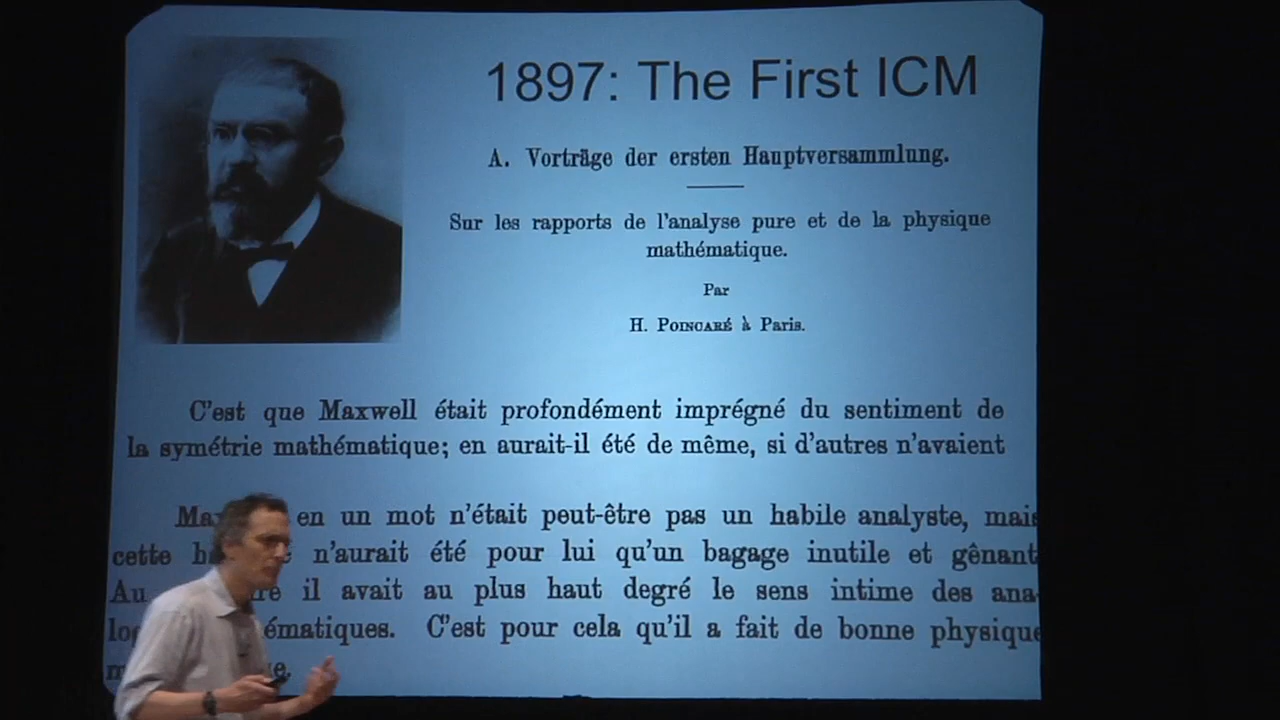 1897: The First ICM
A. Vorträge der ersten Hauptversammlung.
Sur les rapports de l'analyse pure et de la physique
mathématique.
Par
H. POINCARÉ à Paris.
C'est que Maxwell était profondément imprégné du sentiment de
la symétrie mathématique; en aurait-il été de même, si d'autres n'avaient
en un mot n'était peut-être pas un habile analyste, mais
cette n'aurait été pour lui qu'un bagage inutile et gênant
Au il avait au plus haut degré le sens intime des ana-
ématiques. C'est pour cela qu'il a fait de bonne physique